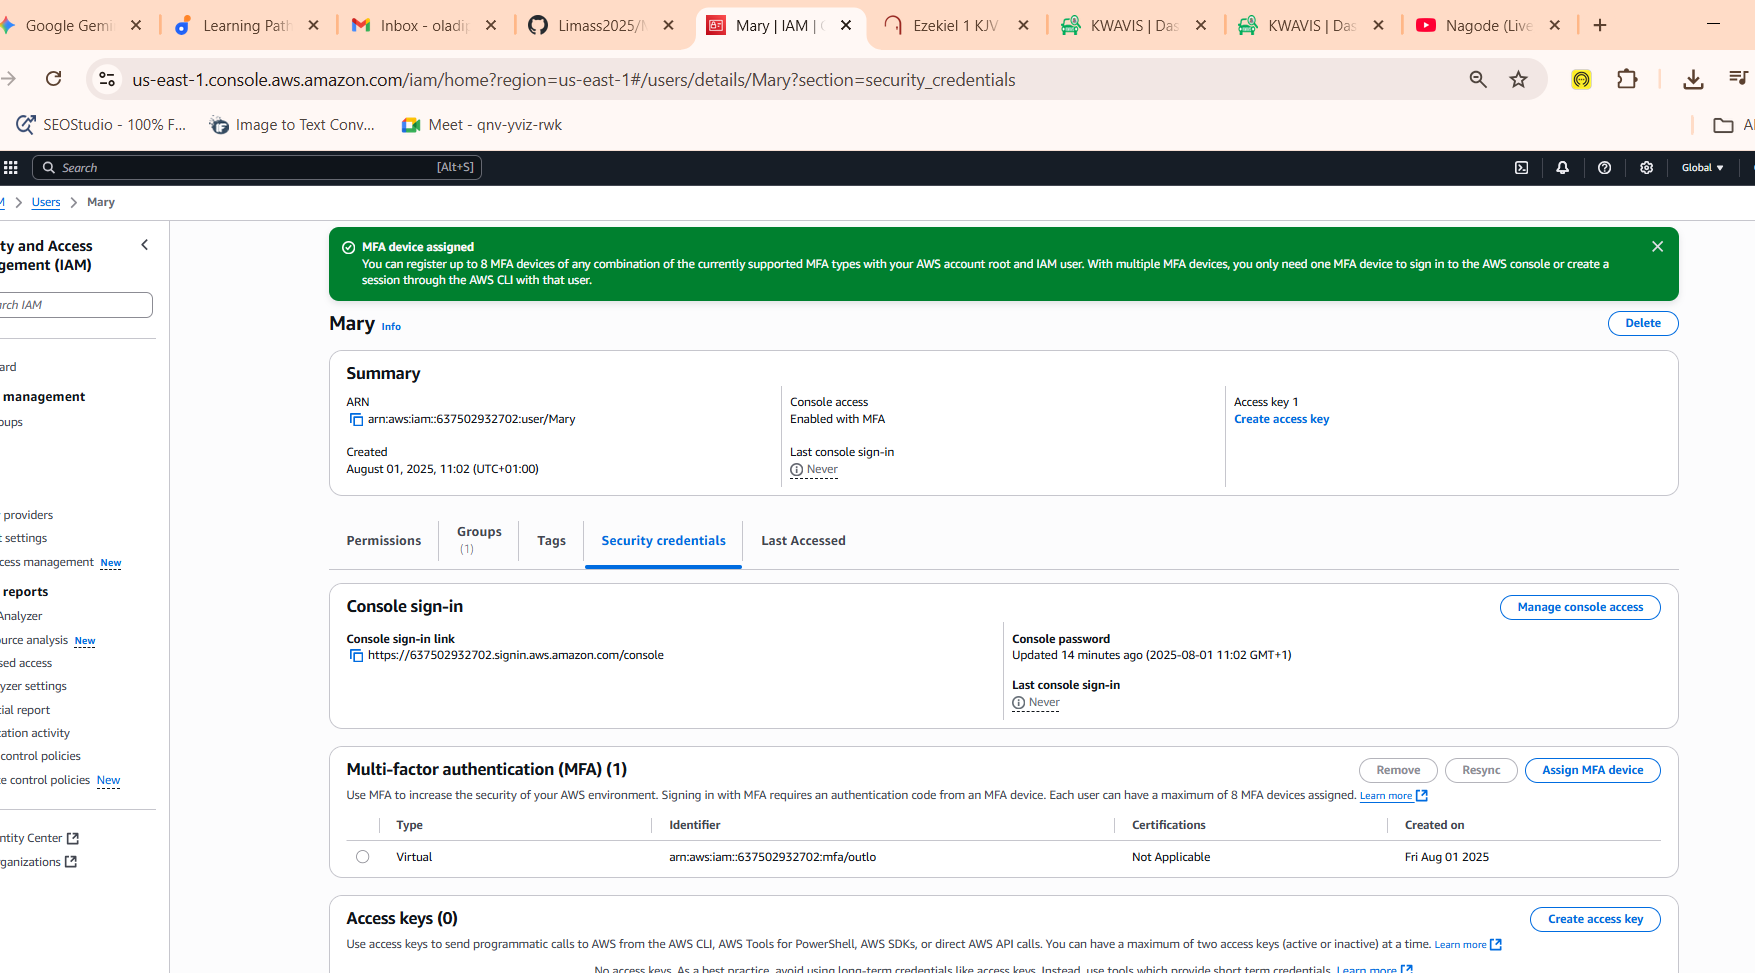 Google Gemi
Learning Path
Inbox - oladip
Limass2025/M
Mary | IAM | G
Ezekiel 1 KJV
KWAVIS | Das
KWAVIS | Das
Nagode (Live
us-east-1.console.aws.amazon.com/iam/home?region=us-east-1#/users/details/Mary?section=security_credentials
SEOStudio - 100% F...
Image to Text Conv...
Meet - qnv-yviz-rwk
Al
Search
[Alt+S]
Global
M
Users
Mary
ty and Access
gement (IAM)
rch IAM
ard
management
oups
providers
t settings
cess management New
reports
Analyzer
ource analysis New
sed access
yzer settings
tial report
zation activity
control policies
e control policies New
ntity Center
ganizations
MFA device assigned
You can register up to 8 MFA devices of any combination of the currently supported MFA types with your AWS account root and IAM user. With multiple MFA devices, you only need one MFA device to sign in to the AWS console or create a
session through the AWS CLI with that user.
Mary Info
Delete
Summary
ARN
arn:aws:iam::637502932702:user/Mary
Created
August 01, 2025, 11:02 (UTC+01:00)
Console access
Enabled with MFA
Last console sign-in
Never
Access key 1
Create access key
Permissions
Groups
(1)
Tags
Security credentials
Last Accessed
Console sign-in
Manage console access
Console sign-in link
https://637502932702.signin.aws.amazon.com/console
Console password
Updated 14 minutes ago (2025-08-01 11:02 GMT+1)
Last console sign-in
Never
Multi-factor authentication (MFA) (1)
Remove
Resync
Assign MFA device
Use MFA to increase the security of your AWS environment. Signing in with MFA requires an authentication code from an MFA device. Each user can have a maximum of 8 MFA devices assigned. Learn more
Type
Identifier
Certifications
Created on
Virtual
arn:aws:iam::637502932702:mfa/outlo
Not Applicable
Fri Aug 01 2025
Access keys (0)
Create access key
Use access keys to send programmatic calls to AWS from the AWS CLI, AWS Tools for PowerShell, AWS SDKs, or direct AWS API calls. You can have a maximum of two access keys (active or inactive) at a time. Learn more
No access keys. As a best practice, avoid using long-term credentials like access keys. Instead, use tools which provide short term credentials. Learn more